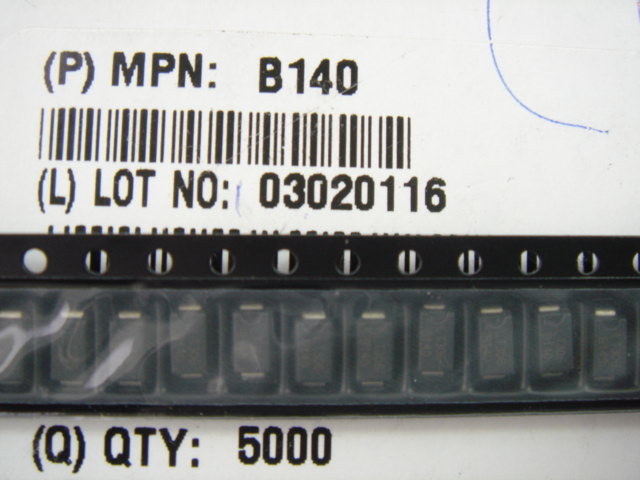 (P) MPN: B140
(L) LOT NO: 03020116
(Q) QTY: 5000